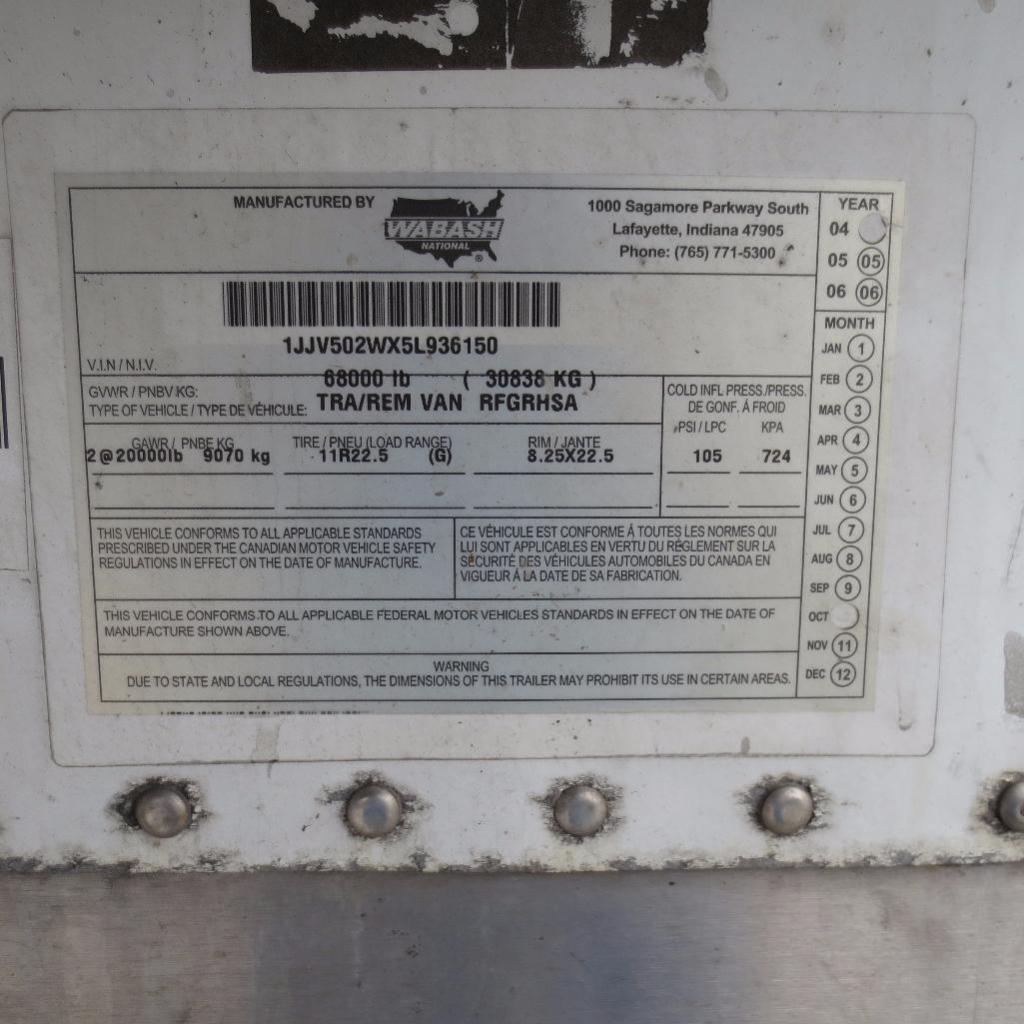 MANUFACTURED BY
WABASH
NATIONAL
®
1000 Sagamore Parkway South
Lafayette, Indiana 47905
Phone: (765) 771-5300
1JJV502WX5L936150
V.I.N / N.I.V.
GVWR / PNBV KG: 68000 lb ( 30838 KG )
TYPE OF VEHICLE / TYPE DE VÉHICULE: TRA/REM VAN RFGRHSA
COLD INFL PRESS./PRESS.
DE GONF. Á FROID
PSI / LPC KPA
105 724
GAWR / PNBE KG TIRE / PNEU (LOAD RANGE) RIM / JANTE
2@20000lb 9070 kg 11R22.5 (G) 8.25X22.5
THIS VEHICLE CONFORMS TO ALL APPLICABLE STANDARDS
PRESCRIBED UNDER THE CANADIAN MOTOR VEHICLE SAFETY
REGULATIONS IN EFFECT ON THE DATE OF MANUFACTURE.
CE VÉHICULE EST CONFORME Á TOUTES LES NORMES QUI
LUI SONT APPLICABLES EN VERTU DU RÉGLEMENT SUR LA
SÉCURITÉ DES VÉHICULES AUTOMOBILES DU CANADA EN
VIGUEUR Á LA DATE DE SA FABRICATION.
THIS VEHICLE CONFORMS TO ALL APPLICABLE FEDERAL MOTOR VEHICLES STANDARDS IN EFFECT ON THE DATE OF
MANUFACTURE SHOWN ABOVE.
WARNING
DUE TO STATE AND LOCAL REGULATIONS, THE DIMENSIONS OF THIS TRAILER MAY PROHIBIT ITS USE IN CERTAIN AREAS.
YEAR
04
05 05
06 06
MONTH
JAN 1
FEB 2
MAR 3
APR 4
MAY 5
JUN 6
JUL 7
AUG 8
SEP 9
OCT
NOV 11
DEC 12